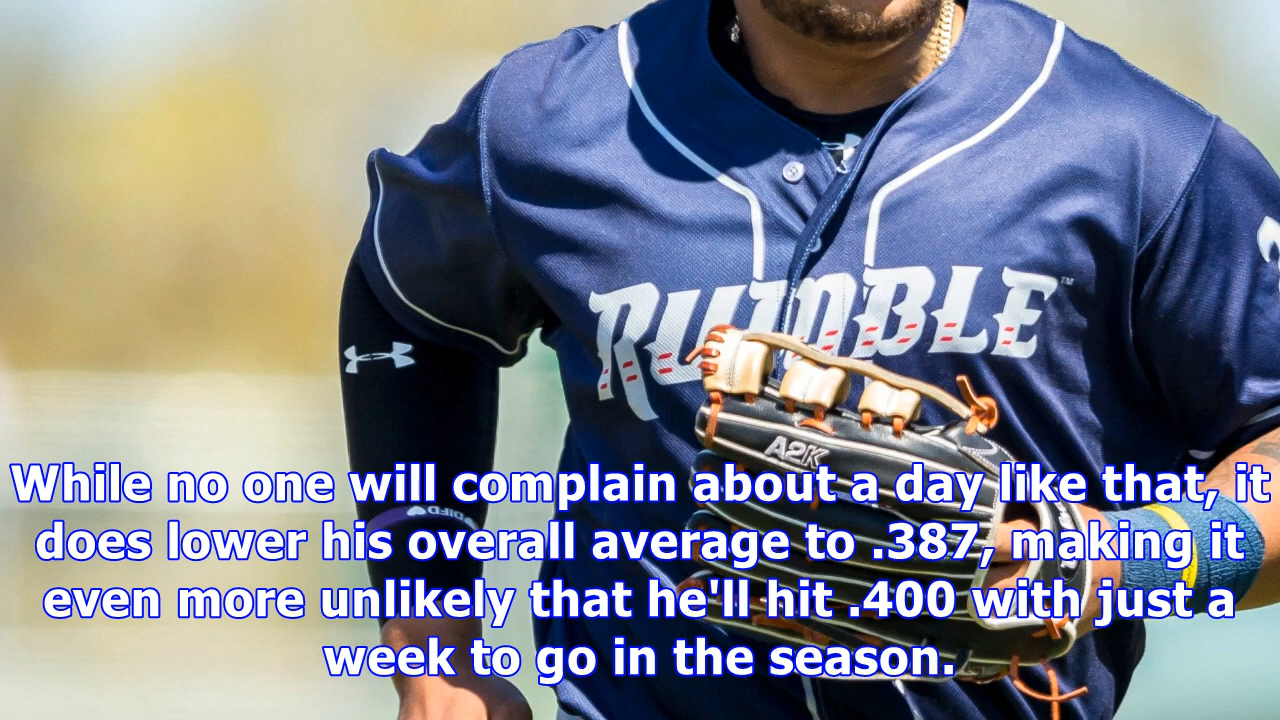 RUMBLE™
A2K
While no one will complain about a day like that, it
does lower his overall average to .387, making it
even more unlikely that he'll hit .400 with just a
week to go in the season.